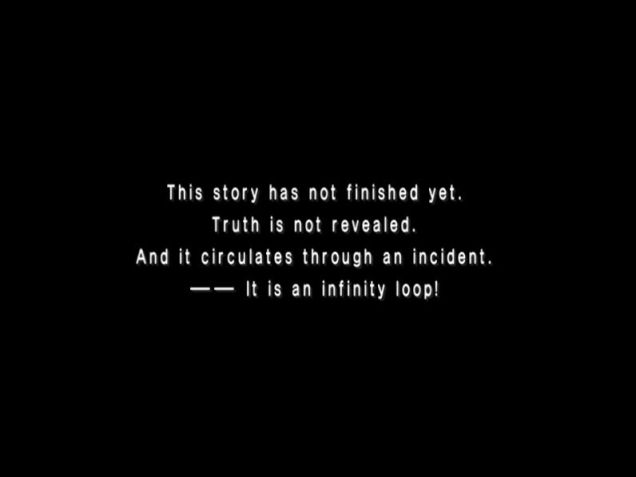 This story has not finished yet.
Truth is not revealed.
And it circulates through an incident.
—— It is an infinity loop!